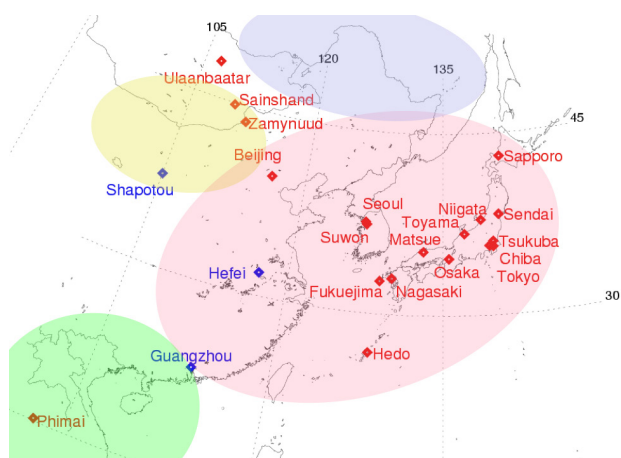 105
120
135
45
Ulaanbaatar
Sainshand
Zamynuud
Beijing
Sapporo
Shapotou
Seoul
Niigata
Sendai
Toyama
Suwon
Matsue
Tsukuba
Chiba
Hefei
Osaka
Tokyo
Fukuejima
Nagasaki
30
Guangzhou
Hedo
Phimai